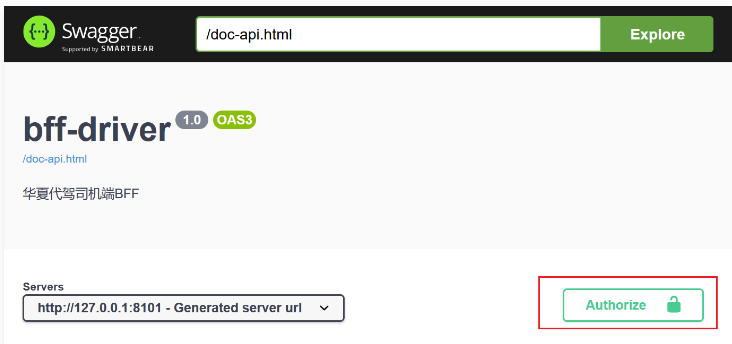 Swagger.
Supported by SMARTBEAR
/doc-api.html
Explore
bff-driver 1.0 OAS3
/doc-api.html
华夏代驾司机端BFF
Servers
http://127.0.0.1:8101 - Generated server url
Authorize